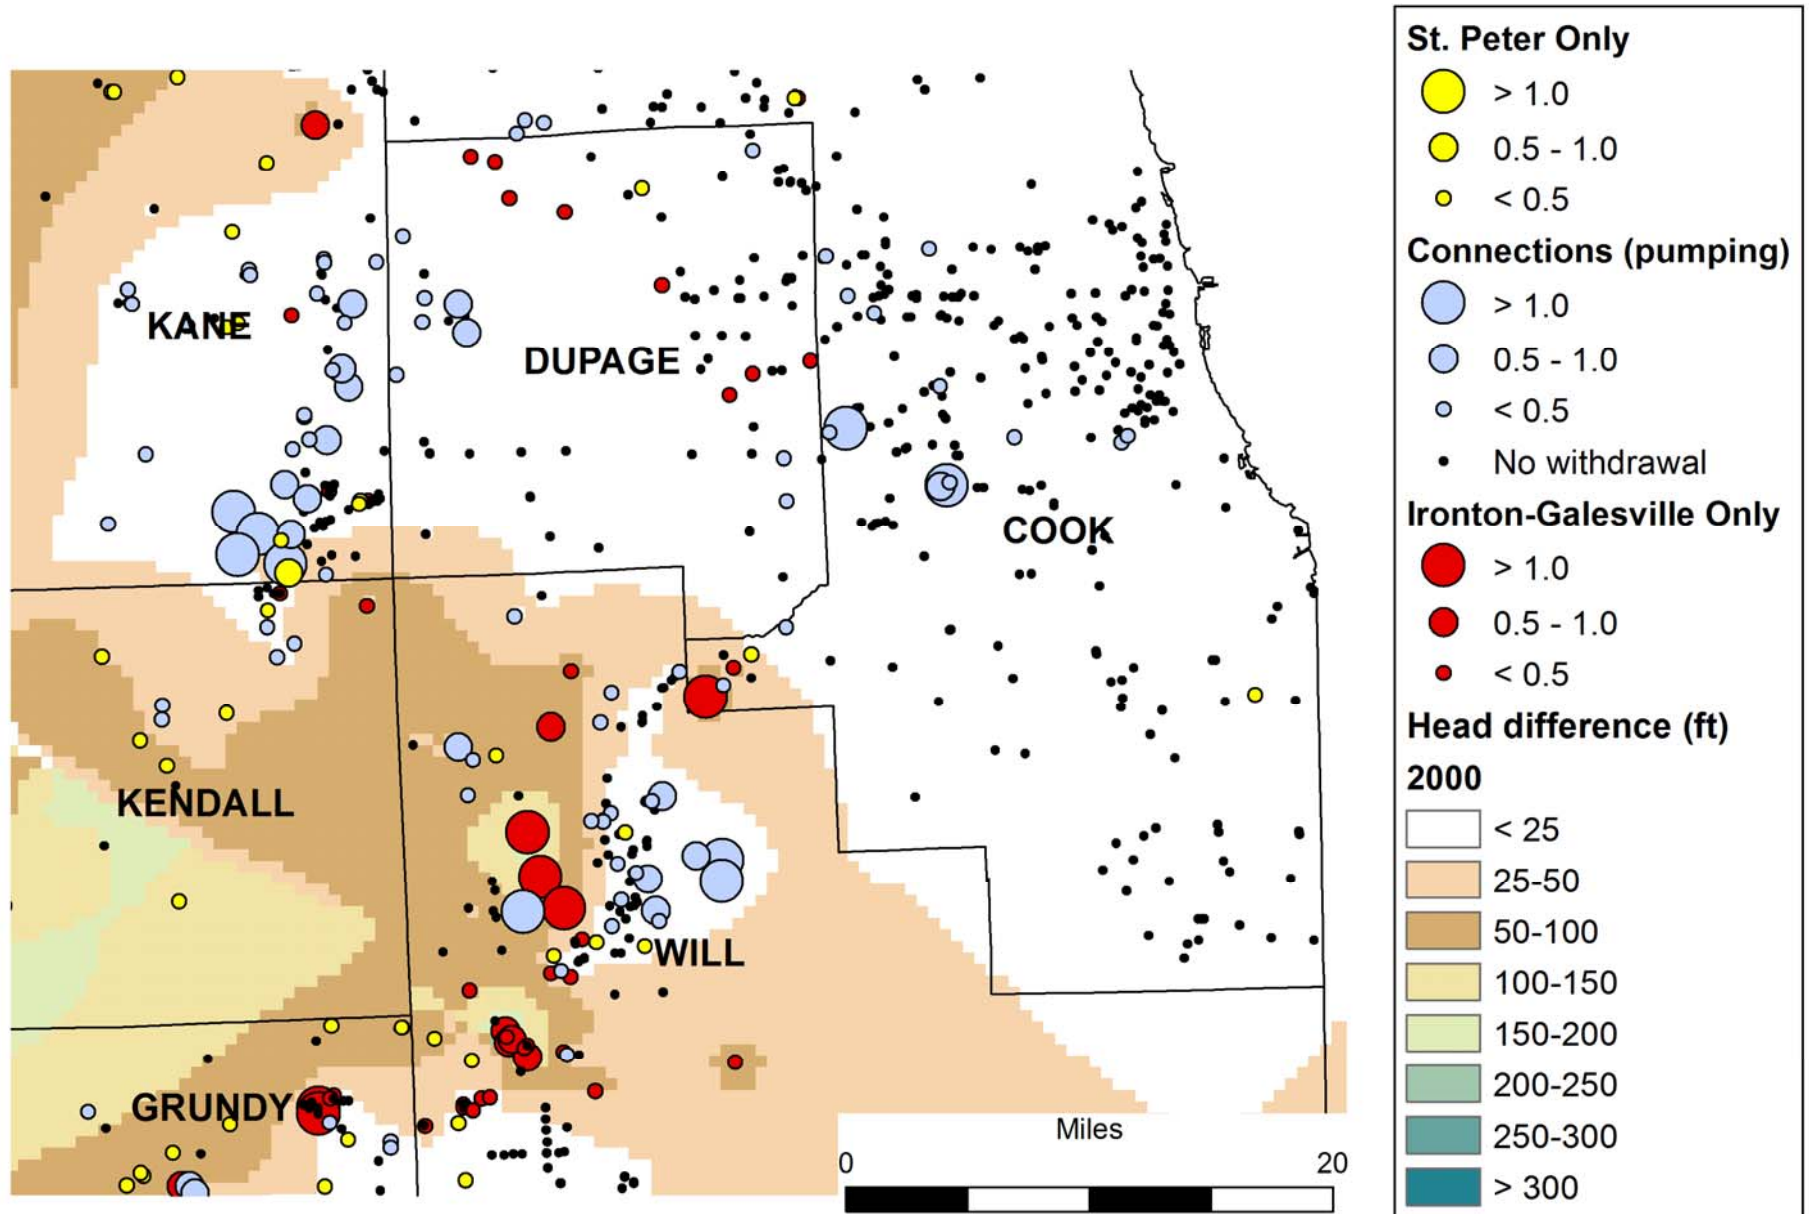 KANE
DUPAGE
COOK
KENDALL
WILL
GRUNDY
Miles
0 20
St. Peter Only
> 1.0
0.5 - 1.0
< 0.5
Connections (pumping)
> 1.0
0.5 - 1.0
< 0.5
No withdrawal
Ironton-Galesville Only
> 1.0
0.5 - 1.0
< 0.5
Head difference (ft)
2000
< 25
25-50
50-100
100-150
150-200
200-250
250-300
> 300